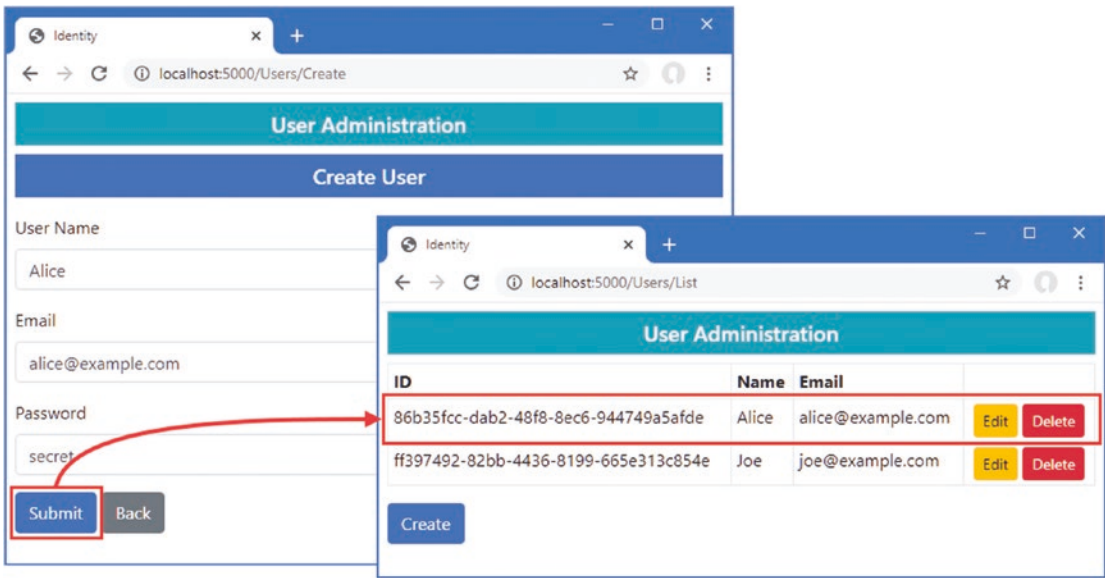 Identity
localhost:5000/Users/Create
User Administration
Create User
User Name
Alice
Email
alice@example.com
Password
secret
Submit Back
Identity
localhost:5000/Users/List
User Administration
ID Name Email
86b35fcc-dab2-48f8-8ec6-944749a5afde Alice alice@example.com Edit Delete
ff397492-82bb-4436-8199-665e313c854e Joe joe@example.com Edit Delete
Create